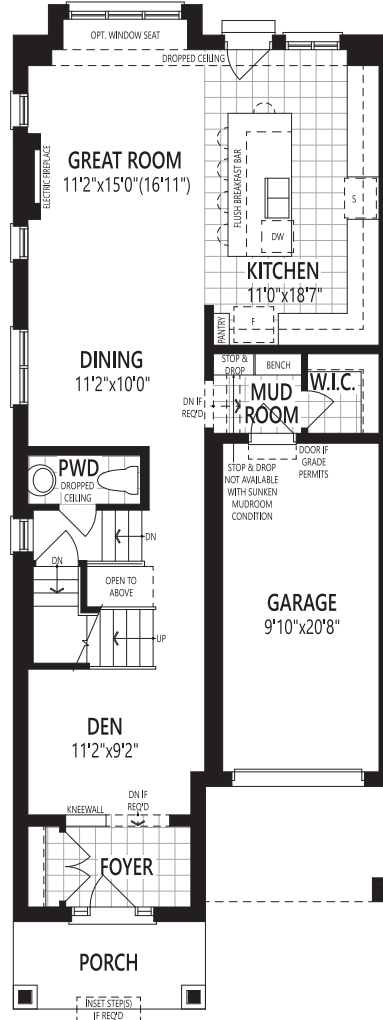 OPT. WINDOW SEAT
DROPPED CEILING
ELECTRIC FIREPLACE
GREAT ROOM
11'2"x15'0"(16'11")
FLUSH BREAKFAST BAR
S
DW
KITCHEN
11'0"x18'7"
PANTRY
F
DINING
11'2"x10'0"
STOP &
DROP
BENCH
W.I.C.
DN IF
REQ'D
MUD
ROOM
STOP & DROP
NOT AVAILABLE
WITH SUNKEN
MUDROOM
CONDITION
DOOR IF
GRADE
PERMITS
PWD
DROPPED
CEILING
DN
DN
OPEN TO
ABOVE
UP
GARAGE
9'10"x20'8"
DEN
11'2"x9'2"
KNEEWALL
DN IF
REQ'D
FOYER
PORCH
INSET STEP(S)
IF REQ'D